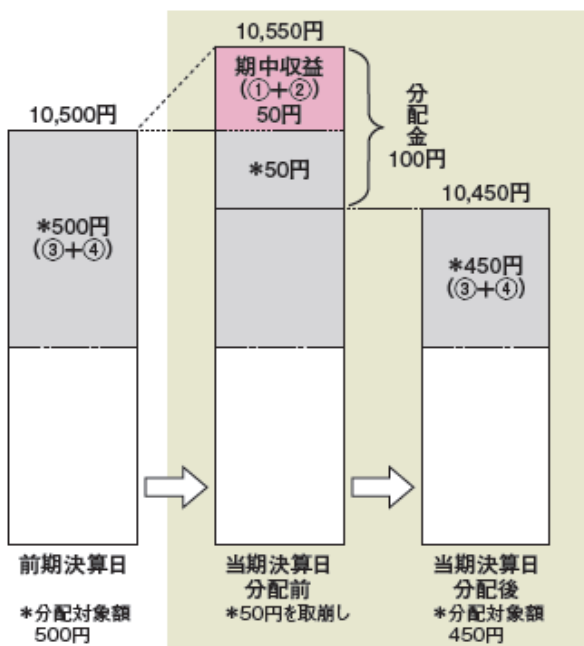 10,550円
期中収益
(①+②)
50円
分配金
100円
10,500円
*50円
10,450円
*500円
(③+④)
*450円
(③+④)
前期決算日
*分配対象額
500円
当期決算日
分配前
*50円を取崩し
当期決算日
分配後
*分配対象額
450円